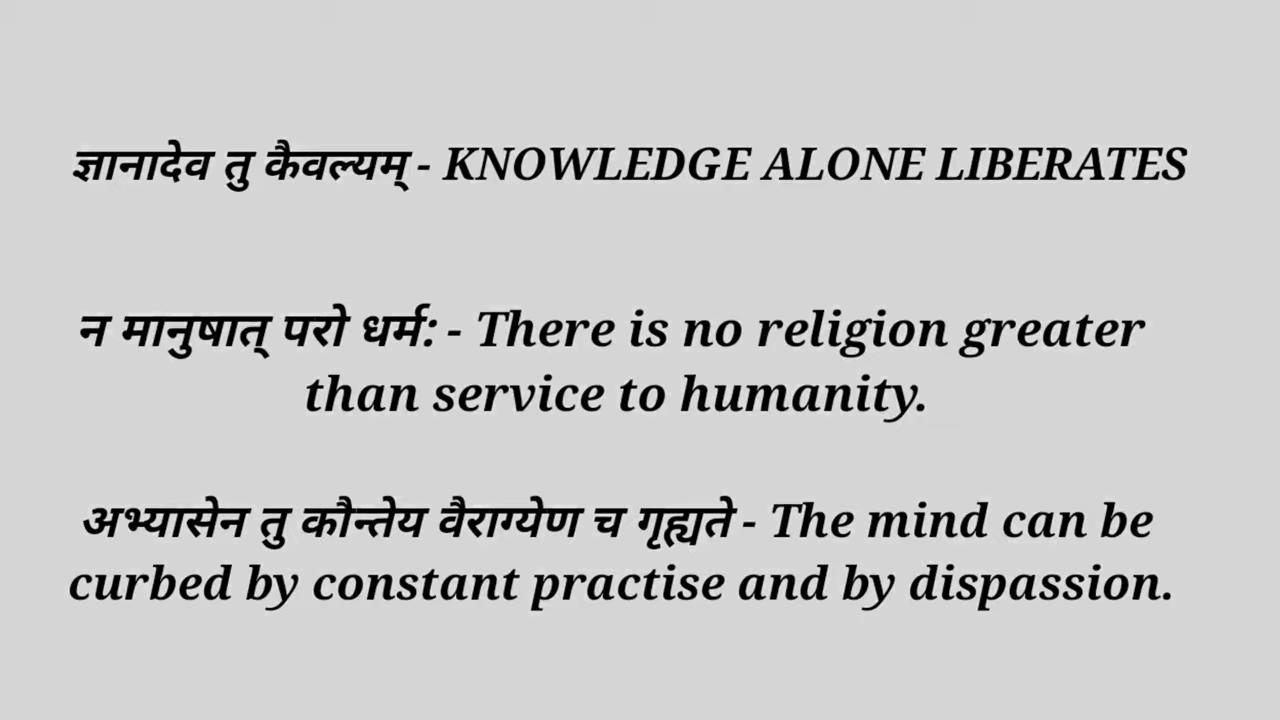 ज्ञानादेव तु कैवल्यम् - KNOWLEDGE ALONE LIBERATES
न मानुषात् परो धर्म: - There is no religion greater
than service to humanity.
अभ्यासेन तु कौन्तेय वैराग्येण च गृह्यते - The mind can be
curbed by constant practise and by dispassion.